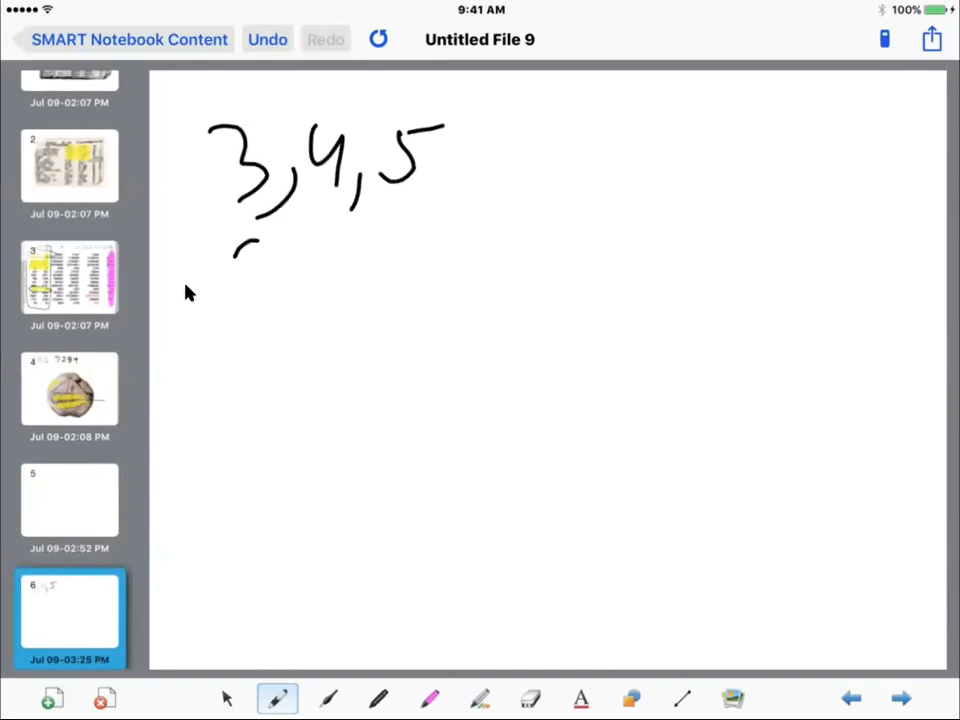 9:41 AM
100%
SMART Notebook Content
Undo
Redo
Untitled File 9
Jul 09-02:07 PM
2
Jul 09-02:07 PM
3
Jul 09-02:07 PM
4
7289
Jul 09-02:08 PM
5
Jul 09-02:52 PM
6
Jul 09-03:25 PM
3, 4, 5
A